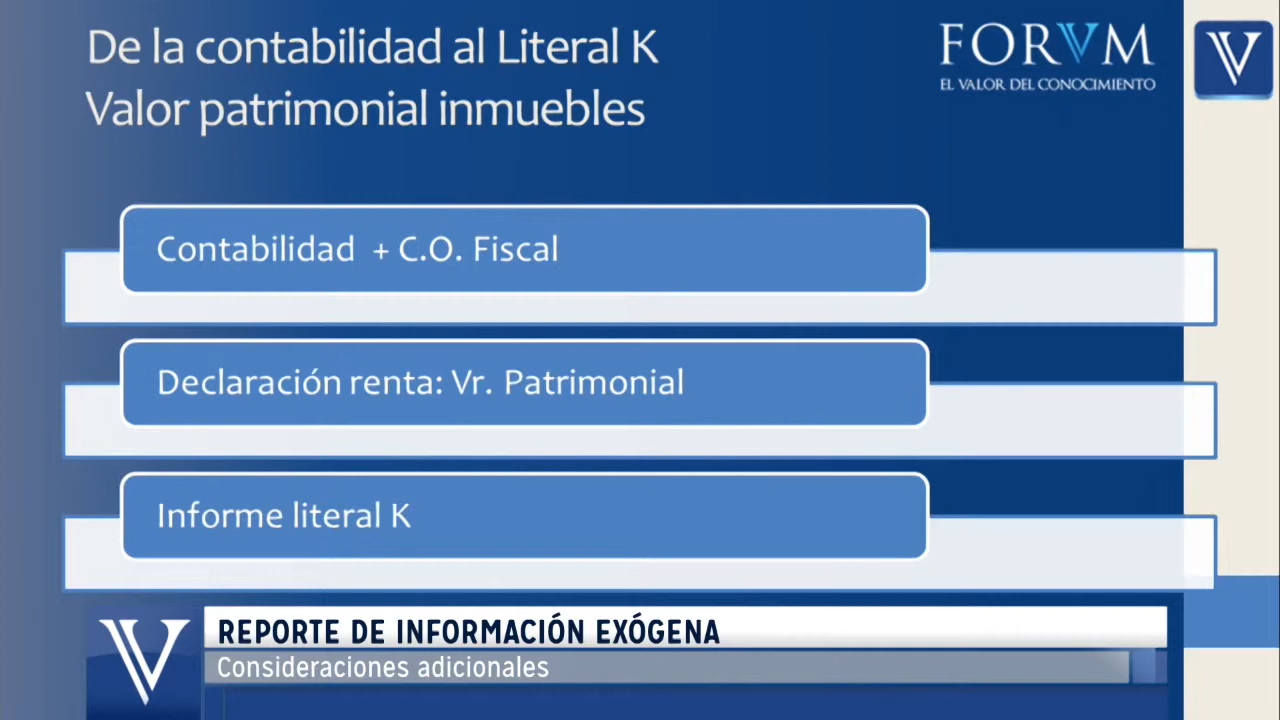 De la contabilidad al Literal K
Valor patrimonial inmuebles
FORVM
EL VALOR DEL CONOCIMIENTO
Contabilidad + C.O. Fiscal
Declaración renta: Vr. Patrimonial
Informe literal K
REPORTE DE INFORMACIÓN EXÓGENA
Consideraciones adicionales